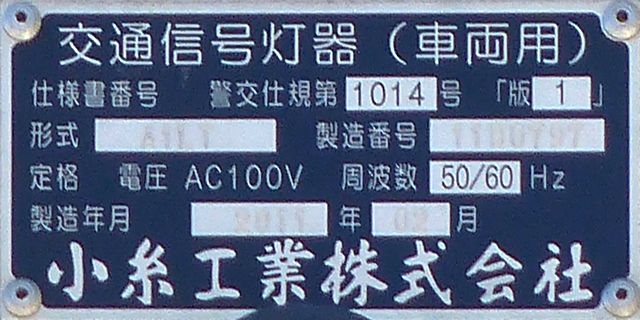 交通信号灯器（車両用）
仕様書番号 警交仕規第 1014 号 「版 1 」
形式 製造番号
定格 電圧 AC100V 周波数 50/60 Hz
製造年月 2011 年 02 月
小糸工業株式会社